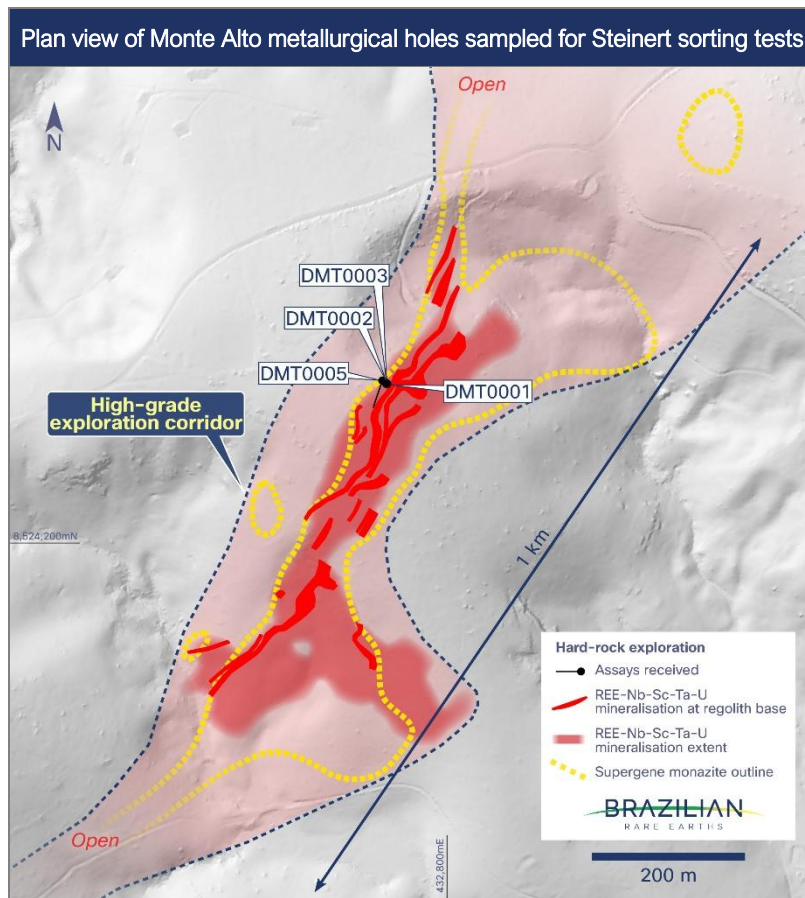 Plan view of Monte Alto metallurgical holes sampled for Steinert sorting tests
Open
N
DMT0003
DMT0002
DMT0005
DMT0001
High-grade
exploration corridor
8,524,200mN
1 km
Hard-rock exploration
Assays received
REE-Nb-Sc-Ta-U
mineralisation at regolith base
REE-Nb-Sc-Ta-U
mineralisation extent
Supergene monazite outline
BRAZILIAN
RARE EARTHS
Open
432,800mE
200 m